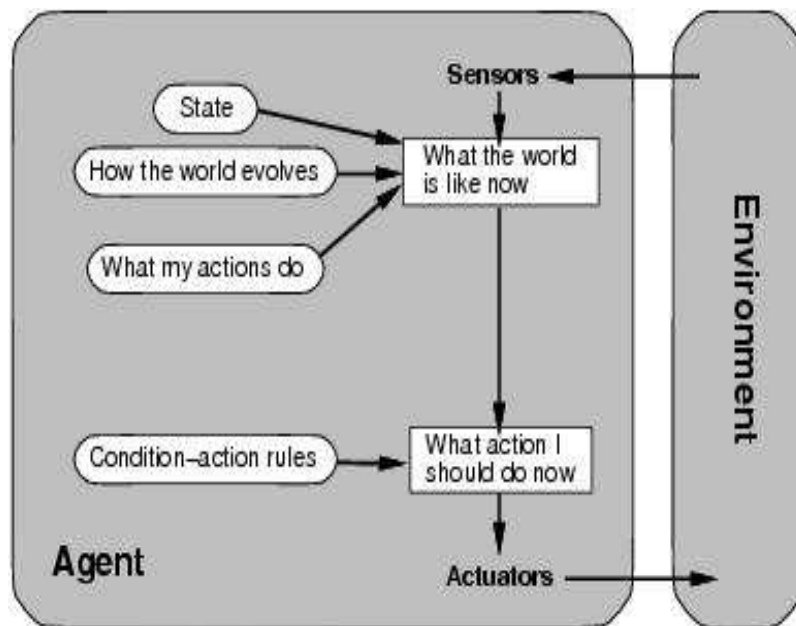 Sensors
State
What the world
is like now
How the world evolves
What my actions do
Environment
Condition–action rules
What action I
should do now
Agent
Actuators